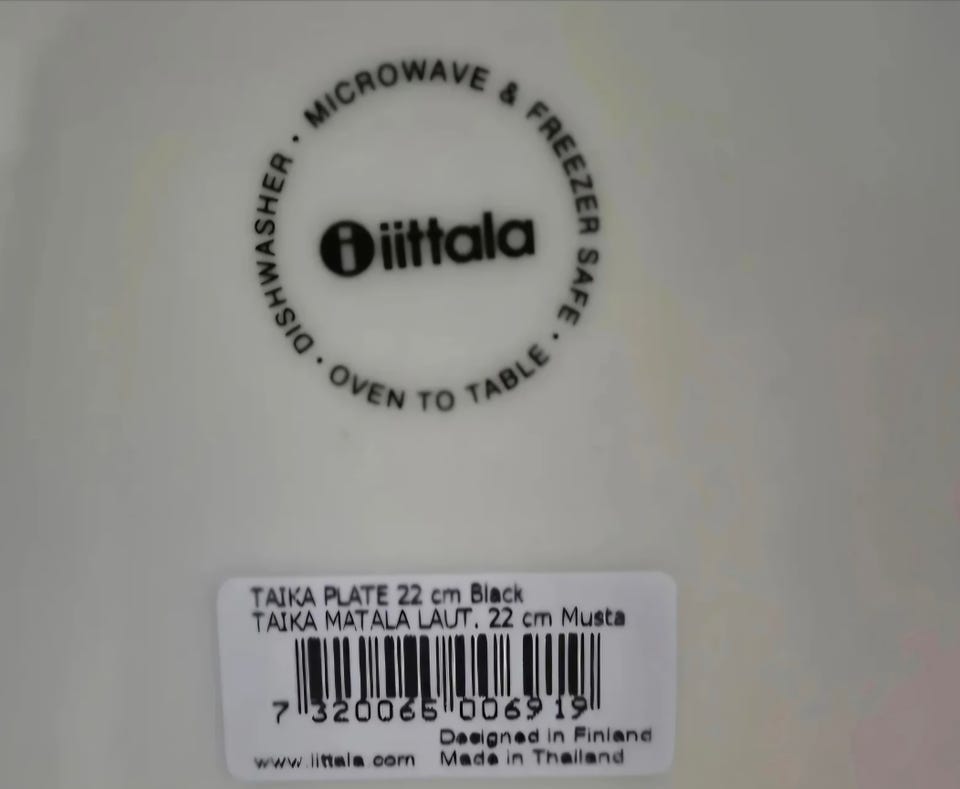 DISHWASHER · MICROWAVE & FREEZER SAFE · OVEN TO TABLE ·
i iittala
TAIKA PLATE 22 cm Black
TAIKA MATALA LAUT. 22 cm Musta
7 320065 006919
Designed in Finland
www.iittala.com Made in Thailand